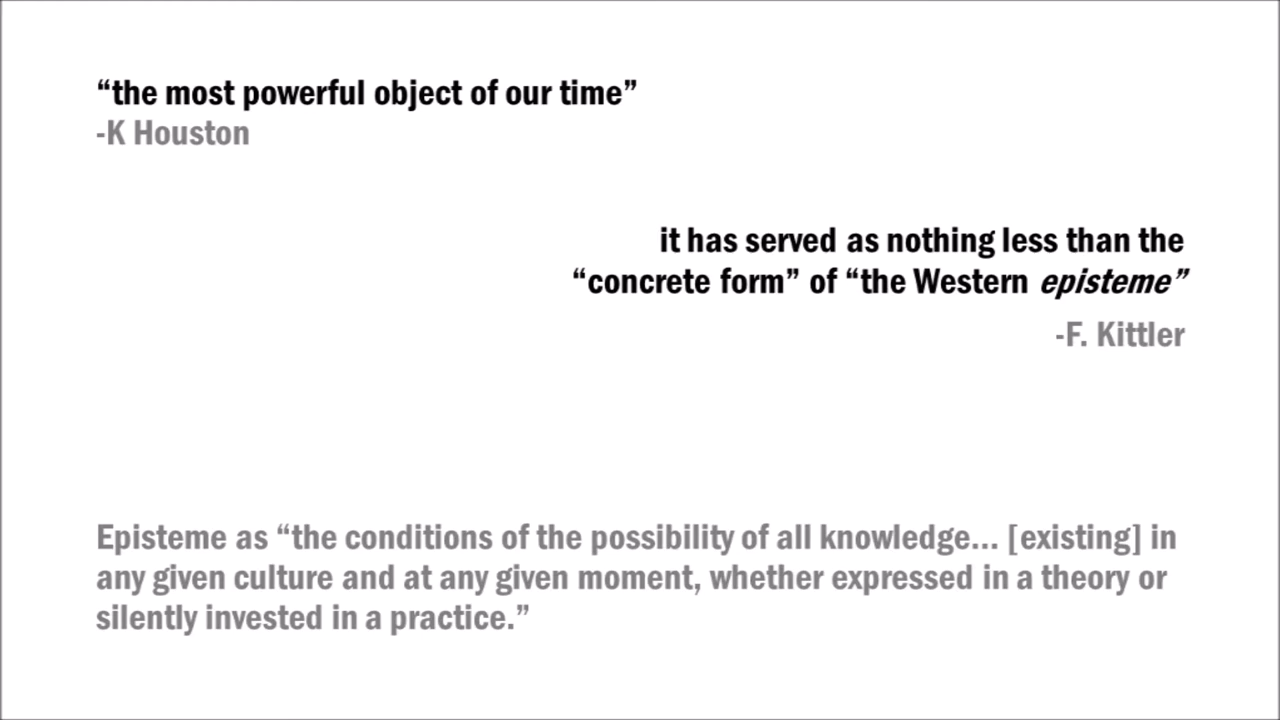 “the most powerful object of our time”
-K Houston
it has served as nothing less than the
“concrete form” of “the Western episteme”
-F. Kittler
Episteme as “the conditions of the possibility of all knowledge... [existing] in
any given culture and at any given moment, whether expressed in a theory or
silently invested in a practice.”